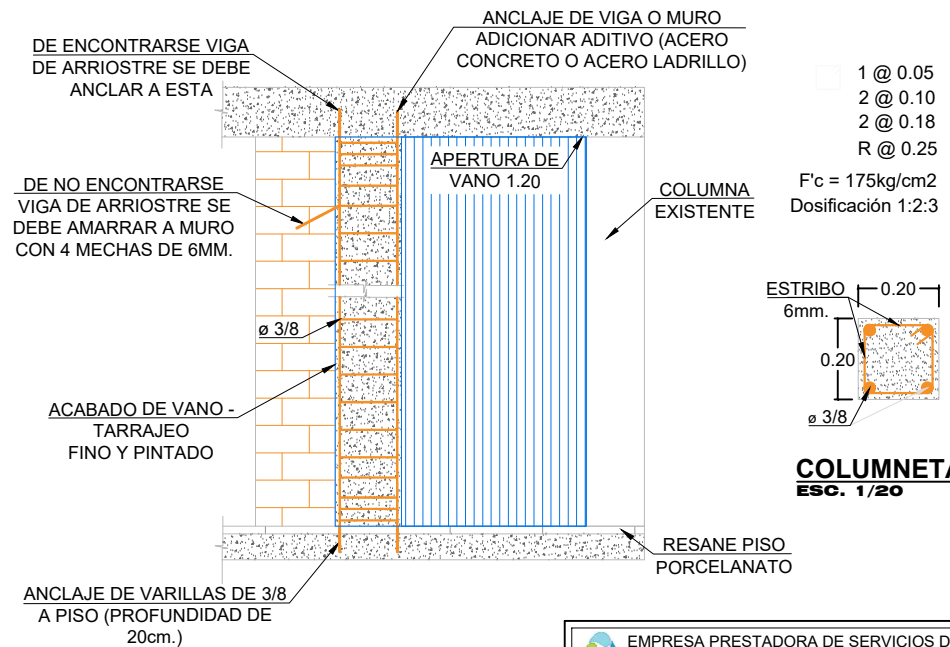 ANCLAJE DE VIGA O MURO
ADICIONAR ADITIVO (ACERO
CONCRETO O ACERO LADRILLO)
DE ENCONTRARSE VIGA
DE ARRIOSTRE SE DEBE
ANCLAR A ESTA
1 @ 0.05
2 @ 0.10
2 @ 0.18
R @ 0.25
F'c = 175kg/cm2
Dosificación 1:2:3
APERTURA DE
VANO 1.20
DE NO ENCONTRARSE
VIGA DE ARRIOSTRE SE
DEBE AMARRAR A MURO
CON 4 MECHAS DE 6MM.
COLUMNA
EXISTENTE
ESTRIBO
6mm.
0.20
0.20
ø 3/8
ø 3/8
ACABADO DE VANO -
TARRAJEO
FINO Y PINTADO
COLUMNETA
ESC. 1/20
RESANE PISO
PORCELANATO
ANCLAJE DE VARILLAS DE 3/8
A PISO (PROFUNDIDAD DE
20cm.)
EMPRESA PRESTADORA DE SERVICIOS D